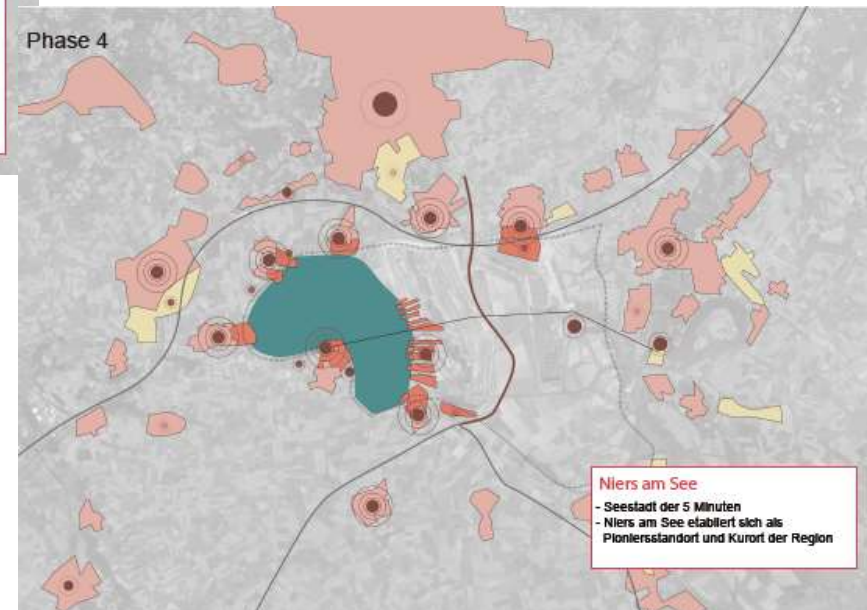 Phase 4
Niers am See
- Seestadt der 5 Minuten
- Niers am See etabliert sich als
Pioniersstandort und Kurort der Region